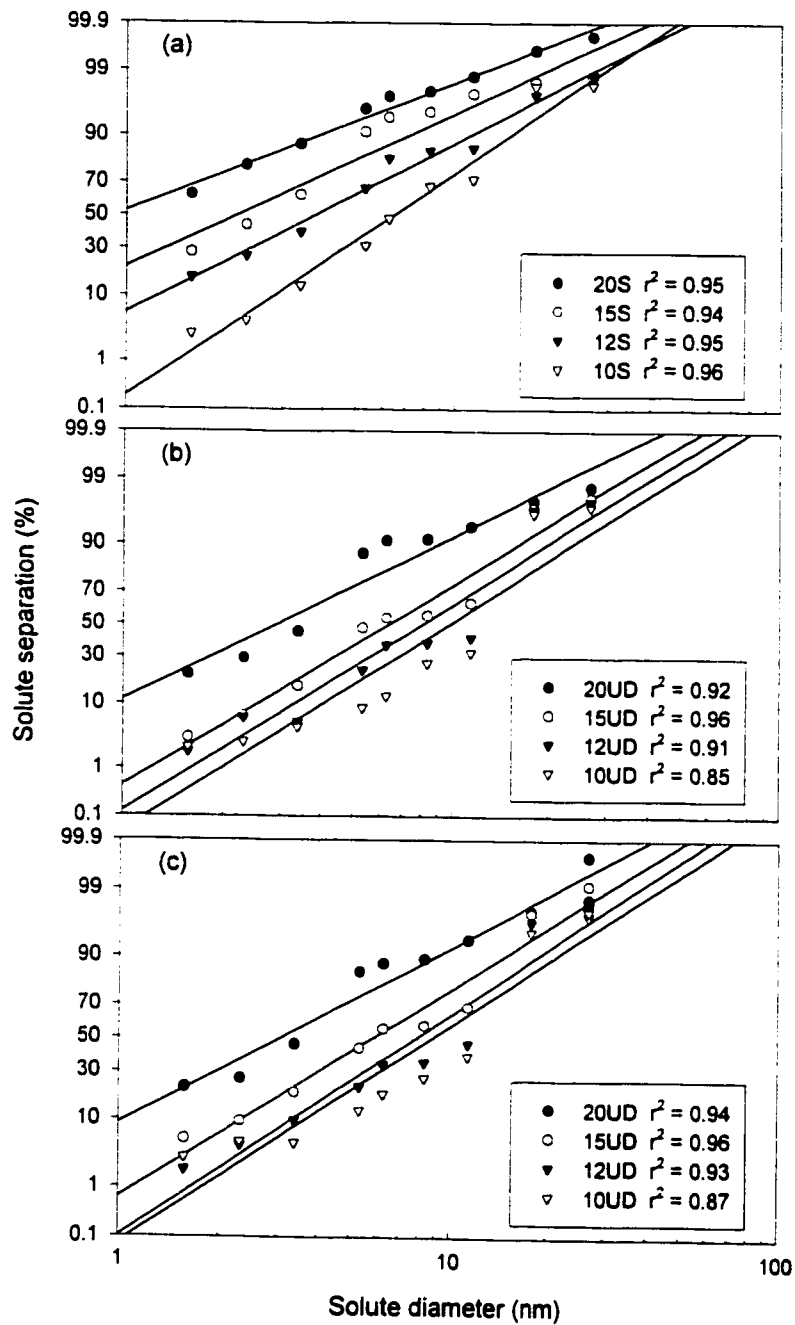 Solute separation (%)
(a)
99.9
99
90
70
50
30
10
1
0.1
20S r² = 0.95
15S r² = 0.94
12S r² = 0.95
10S r² = 0.96
(b)
99.9
99
90
70
50
30
10
1
0.1
20UD r² = 0.92
15UD r² = 0.96
12UD r² = 0.91
10UD r² = 0.85
(c)
99.9
99
90
70
50
30
10
1
0.1
20UD r² = 0.94
15UD r² = 0.96
12UD r² = 0.93
10UD r² = 0.87
1
10
100
Solute diameter (nm)